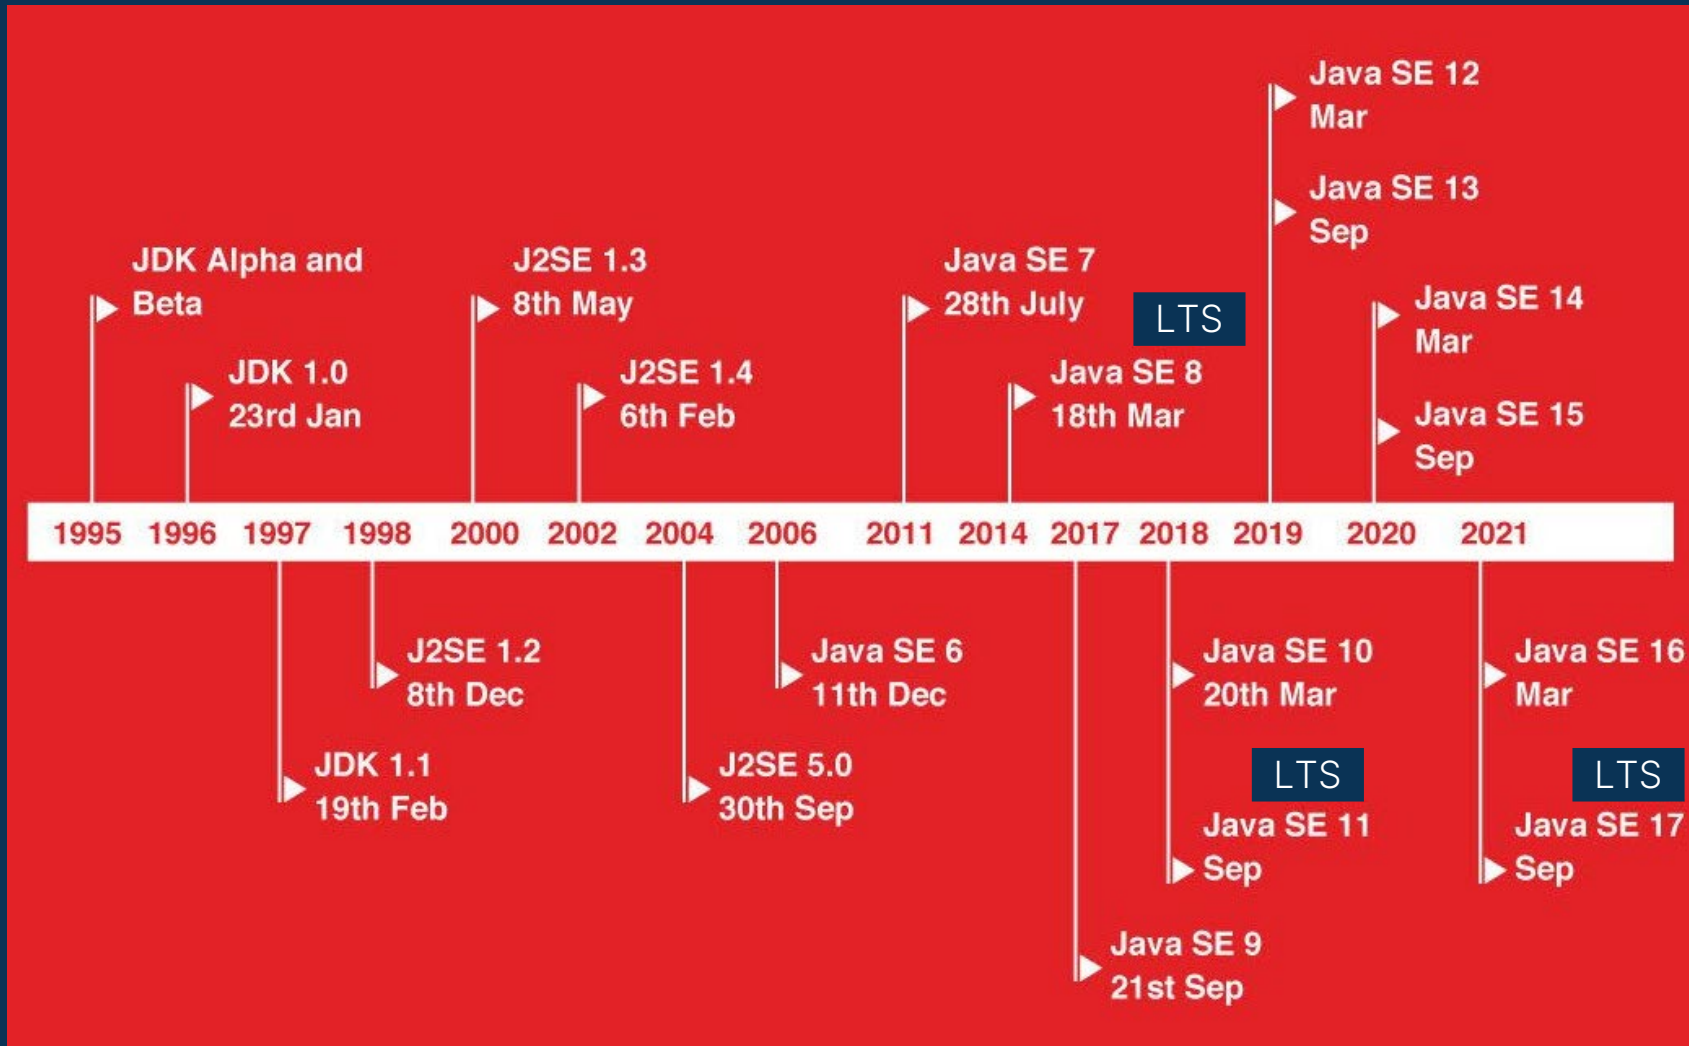 Java SE 12
Mar
Java SE 13
Sep
JDK Alpha and
Beta
J2SE 1.3
8th May
Java SE 7
28th July
LTS
Java SE 14
Mar
JDK 1.0
23rd Jan
J2SE 1.4
6th Feb
Java SE 8
18th Mar
Java SE 15
Sep
1995 1996 1997 1998 2000 2002 2004 2006 2011 2014 2017 2018 2019 2020 2021
J2SE 1.2
8th Dec
Java SE 6
11th Dec
Java SE 10
20th Mar
Java SE 16
Mar
JDK 1.1
19th Feb
J2SE 5.0
30th Sep
LTS
Java SE 11
Sep
LTS
Java SE 17
Sep
Java SE 9
21st Sep